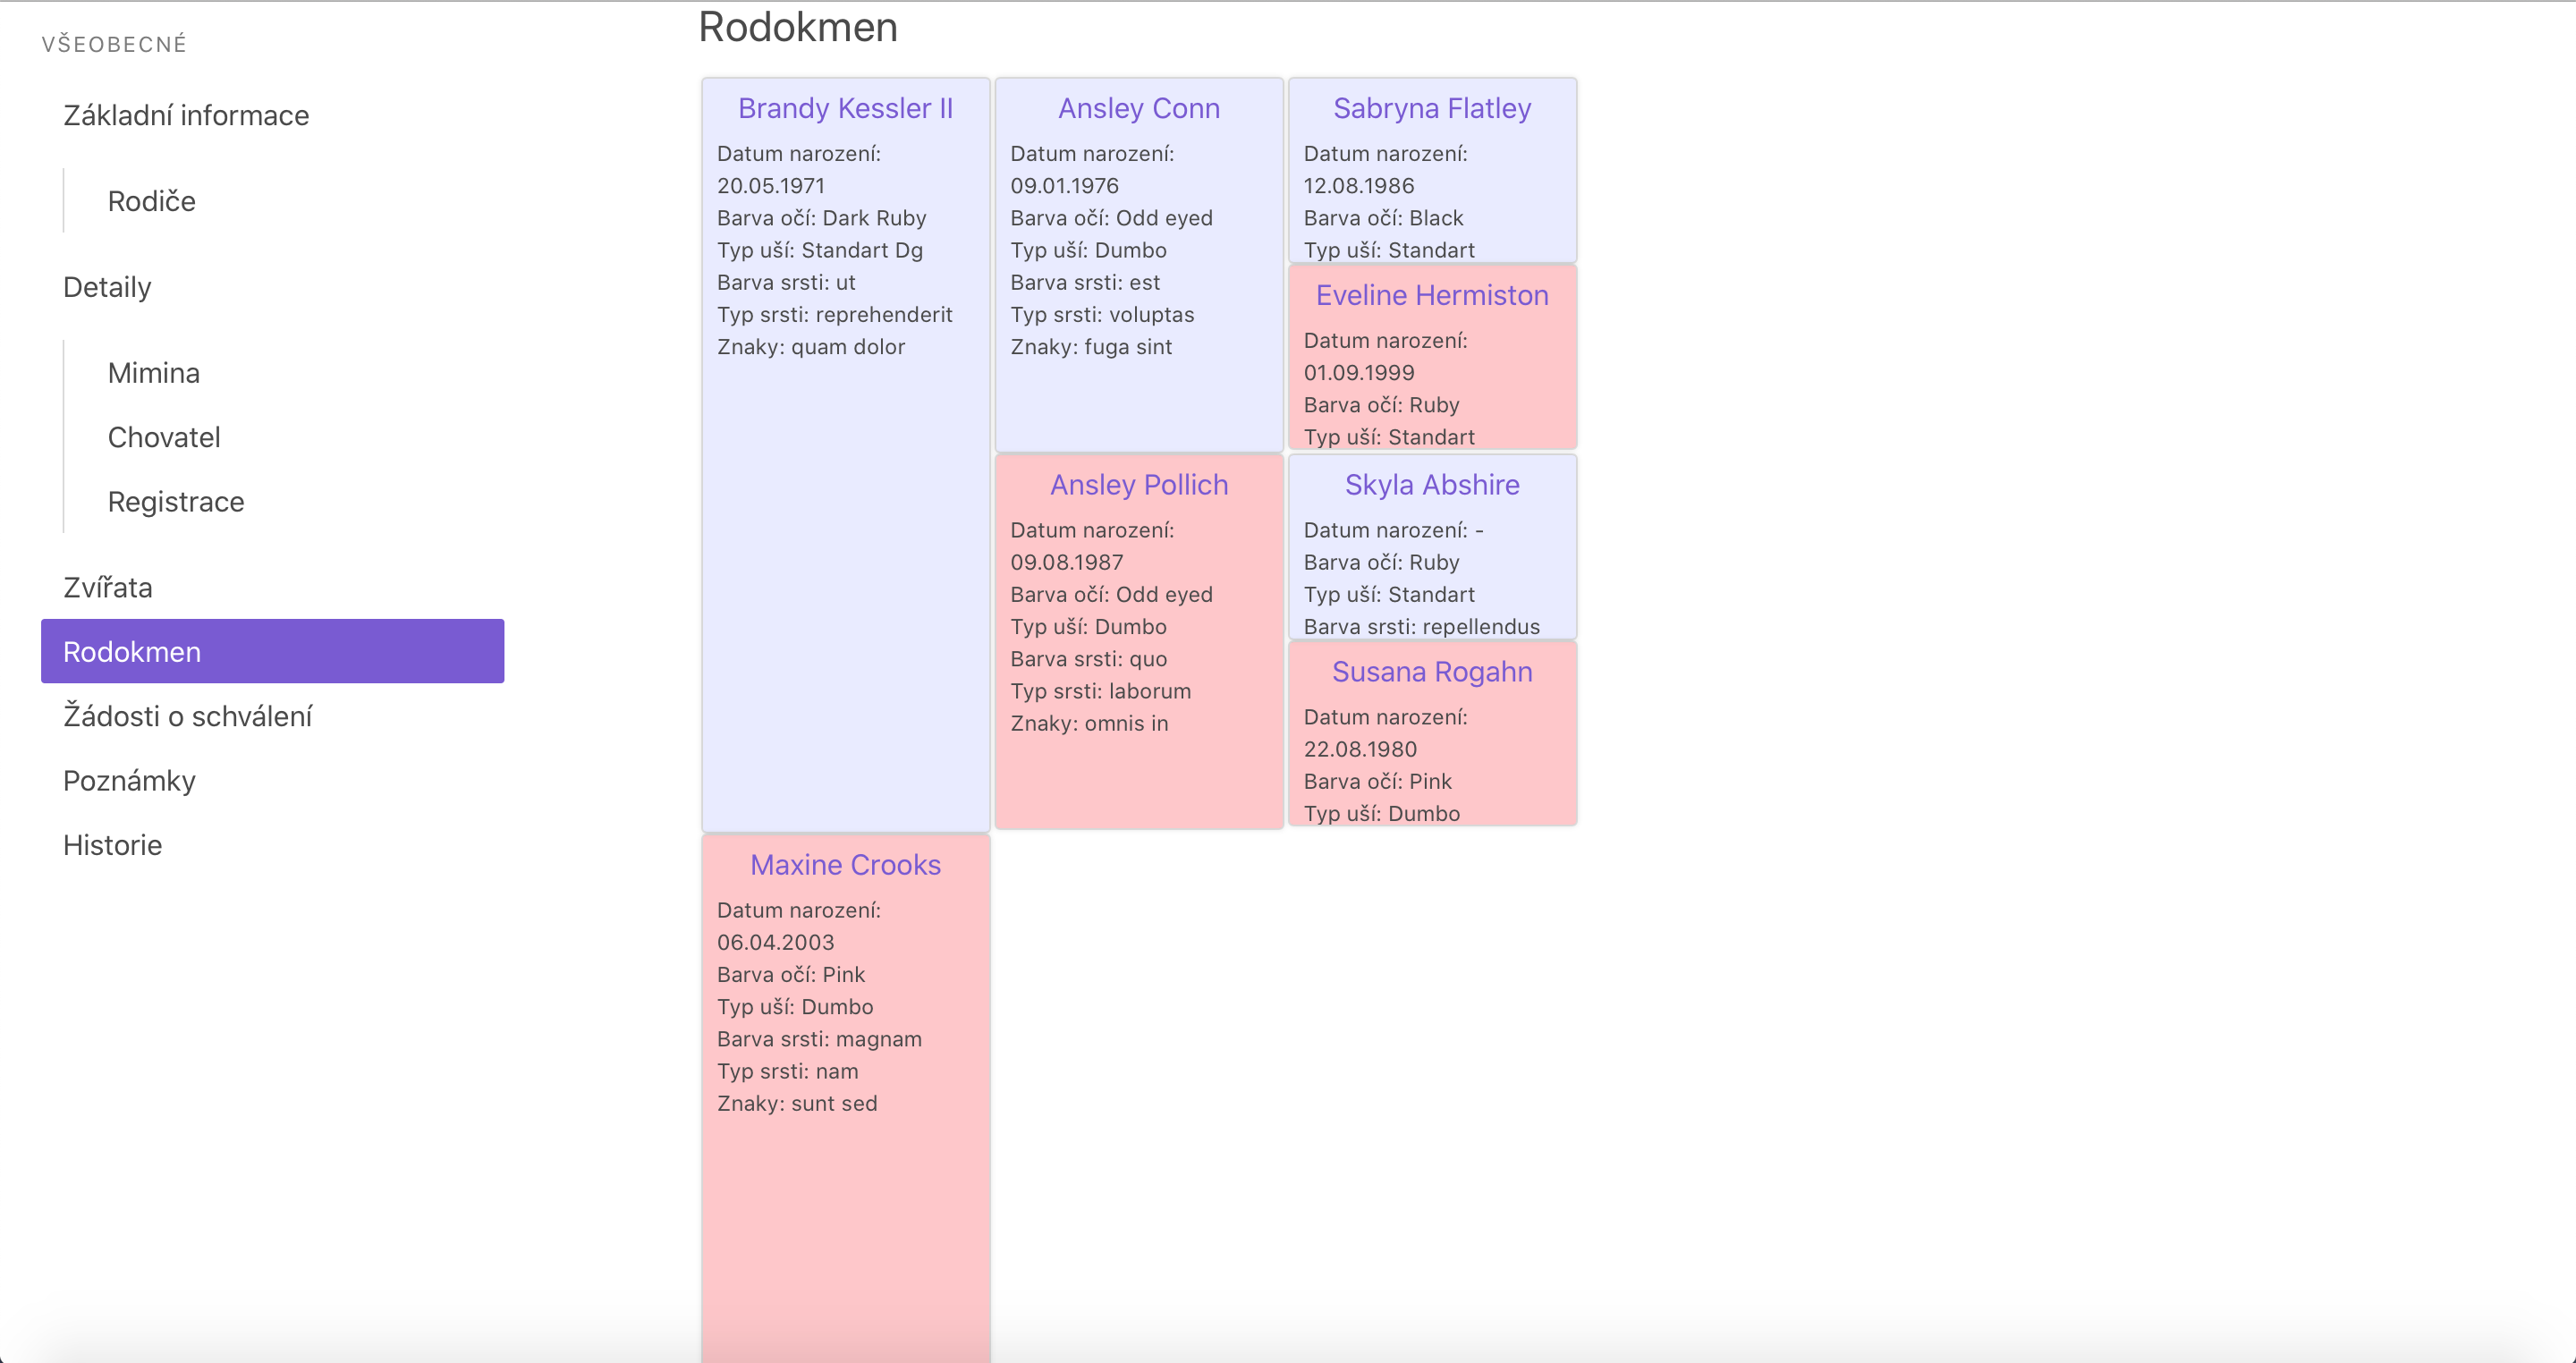 VŠEOBECNÉ
Základní informace
Rodiče
Detaily
Mimina
Chovatel
Registrace
Zvířata
Rodokmen
Žádosti o schválení
Poznámky
Historie
Rodokmen
Brandy Kessler II
Datum narození:
20.05.1971
Barva očí: Dark Ruby
Typ uší: Standart Dg
Barva srsti: ut
Typ srsti: reprehenderit
Znaky: quam dolor
Maxine Crooks
Datum narození:
06.04.2003
Barva očí: Pink
Typ uší: Dumbo
Barva srsti: magnam
Typ srsti: nam
Znaky: sunt sed
Ansley Conn
Datum narození:
09.01.1976
Barva očí: Odd eyed
Typ uší: Dumbo
Barva srsti: est
Typ srsti: voluptas
Znaky: fuga sint
Ansley Pollich
Datum narození:
09.08.1987
Barva očí: Odd eyed
Typ uší: Dumbo
Barva srsti: quo
Typ srsti: laborum
Znaky: omnis in
Sabryna Flatley
Datum narození:
12.08.1986
Barva očí: Black
Typ uší: Standart
Eveline Hermiston
Datum narození:
01.09.1999
Barva očí: Ruby
Typ uší: Standart
Skyla Abshire
Datum narození: -
Barva očí: Ruby
Typ uší: Standart
Barva srsti: repellendus
Susana Rogahn
Datum narození:
22.08.1980
Barva očí: Pink
Typ uší: Dumbo